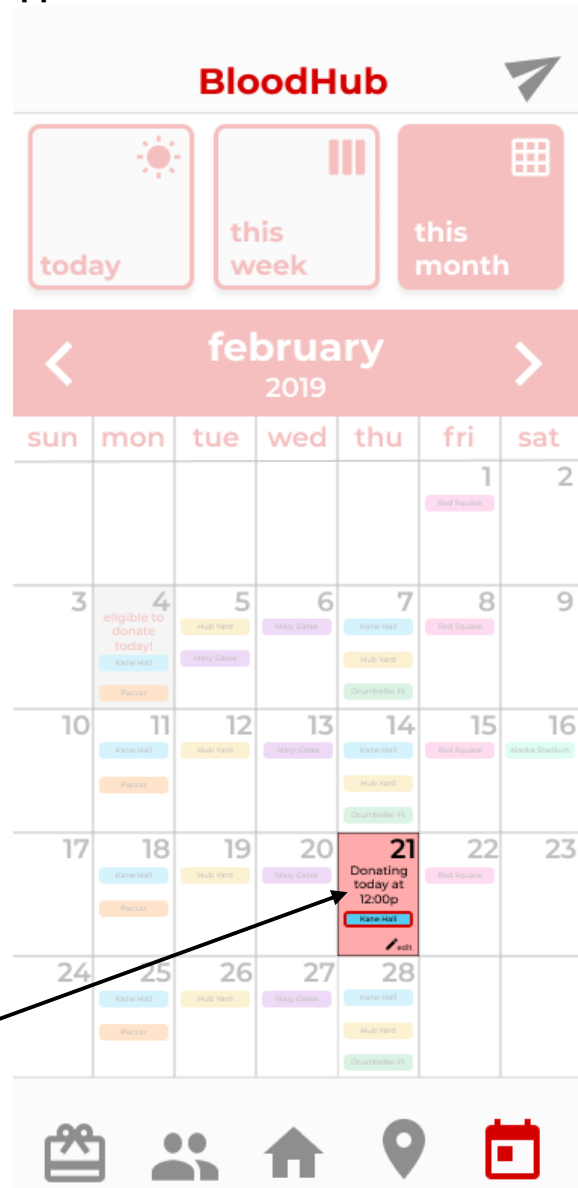 BloodHub
today
this
week
this
month
february
2019
sun mon tue wed thu fri sat
1 2
Red Square
3 4 5 6 7 8 9
eligible to
donate
today!
Hub Yard Mary Gates Kane Hall Red Square
Kane Hall Mary Gates Hub Yard
Paccar Drumheller Ft
10 11 12 13 14 15 16
Kane Hall Hub Yard Mary Gates Kane Hall Red Square Alaska Stadium
Paccar Hub Yard
Drumheller Ft
17 18 19 20 21 22 23
Kane Hall Hub Yard Mary Gates Donating Red Square
today at
12:00p
Paccar
Kane Hall
edit
24 25 26 27 28
Kane Hall Hub Yard Mary Gates Kane Hall
Paccar Hub Yard
Drumheller Ft